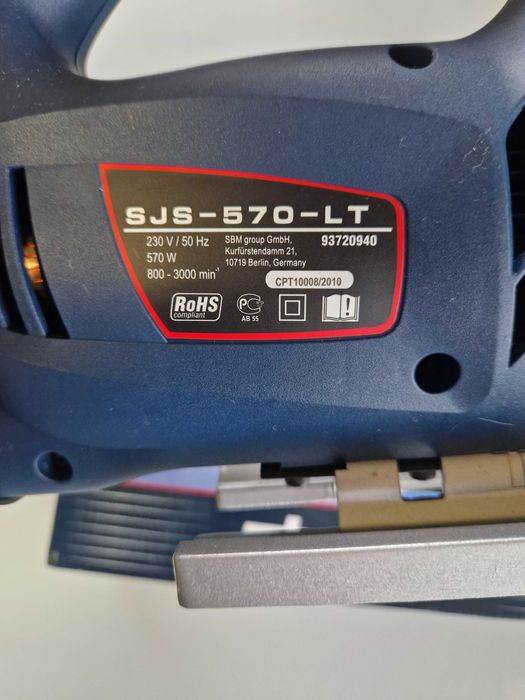 SJS-570-LT
230 V / 50 Hz
570 W
800 - 3000 min⁻¹
SBM group GmbH,
Kurfürstendamm 21,
10719 Berlin, Germany
93720940
CPT10008/2010
RoHS
compliant
PC
AB 55